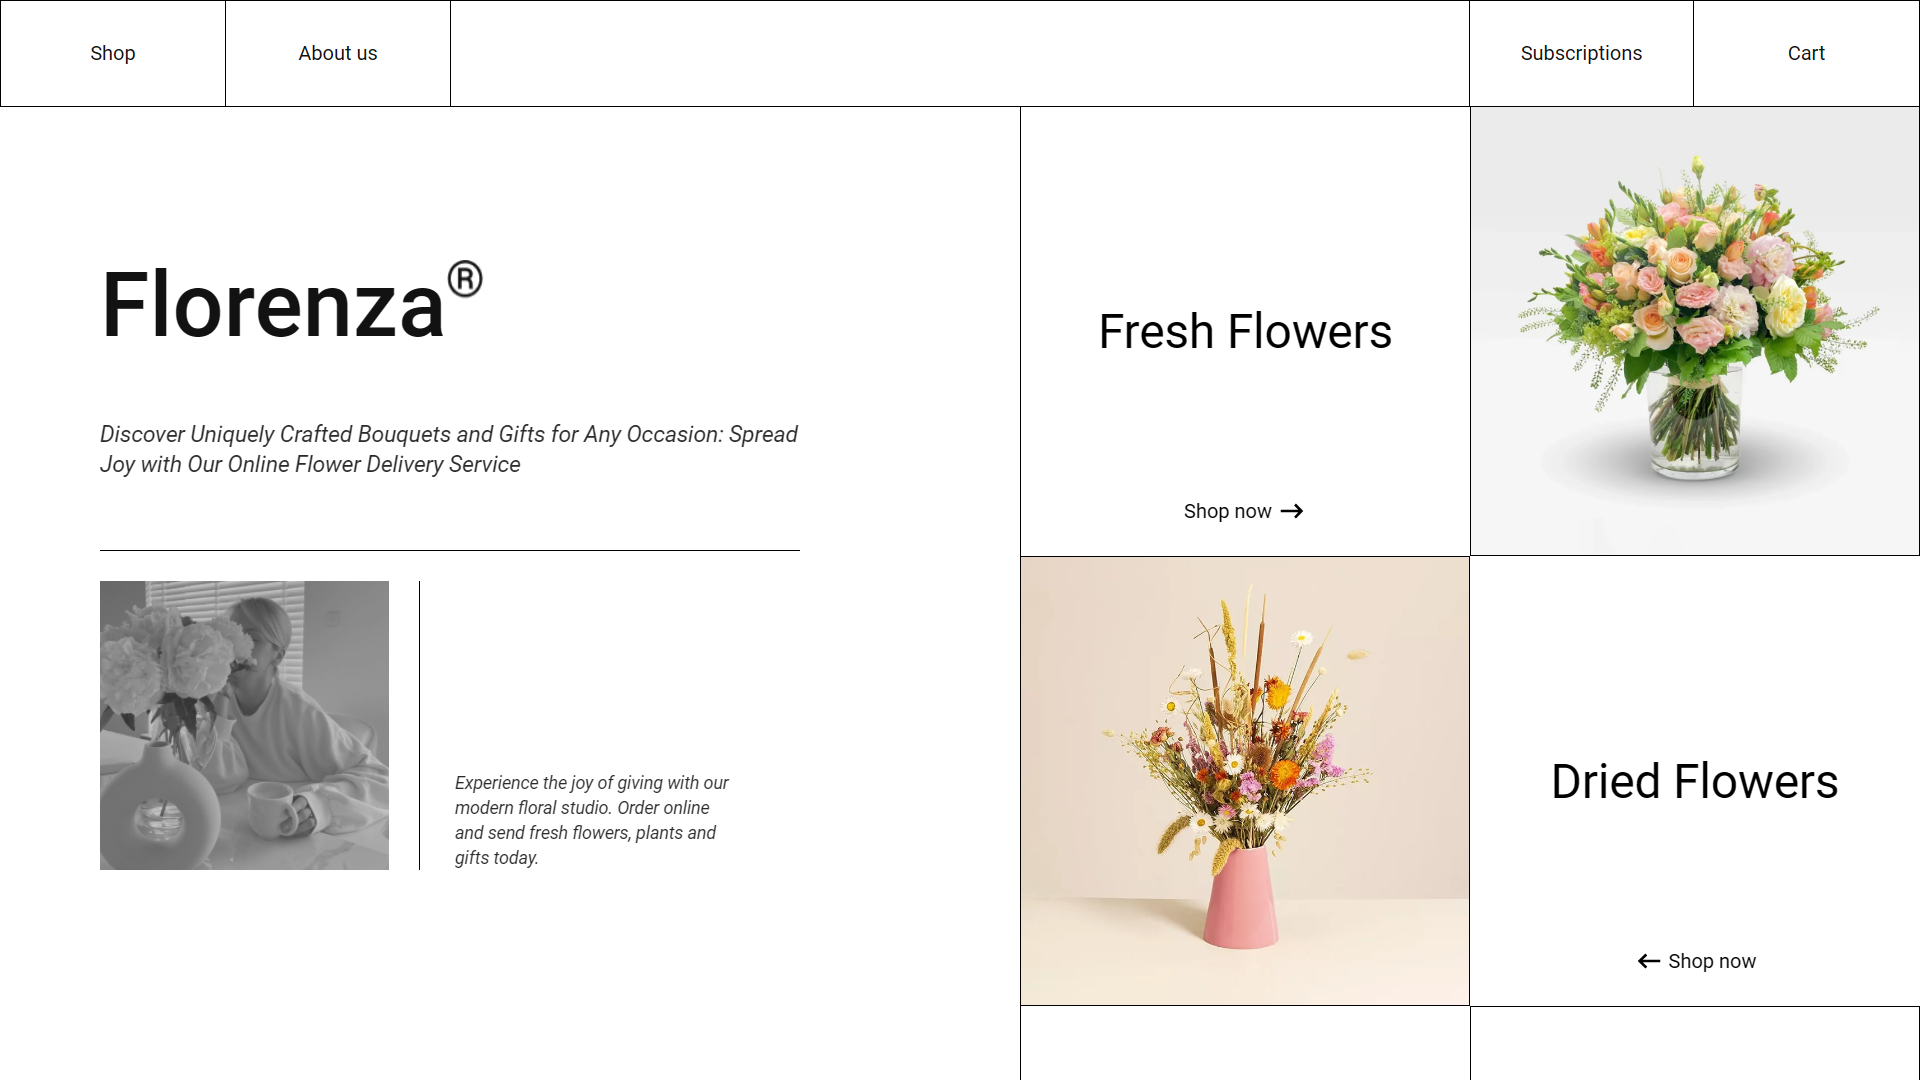 Shop
About us
Subscriptions
Cart
Florenza®
Discover Uniquely Crafted Bouquets and Gifts for Any Occasion: Spread
Joy with Our Online Flower Delivery Service
Experience the joy of giving with our
modern floral studio. Order online
and send fresh flowers, plants and
gifts today.
Fresh Flowers
Shop now →
Dried Flowers
← Shop now